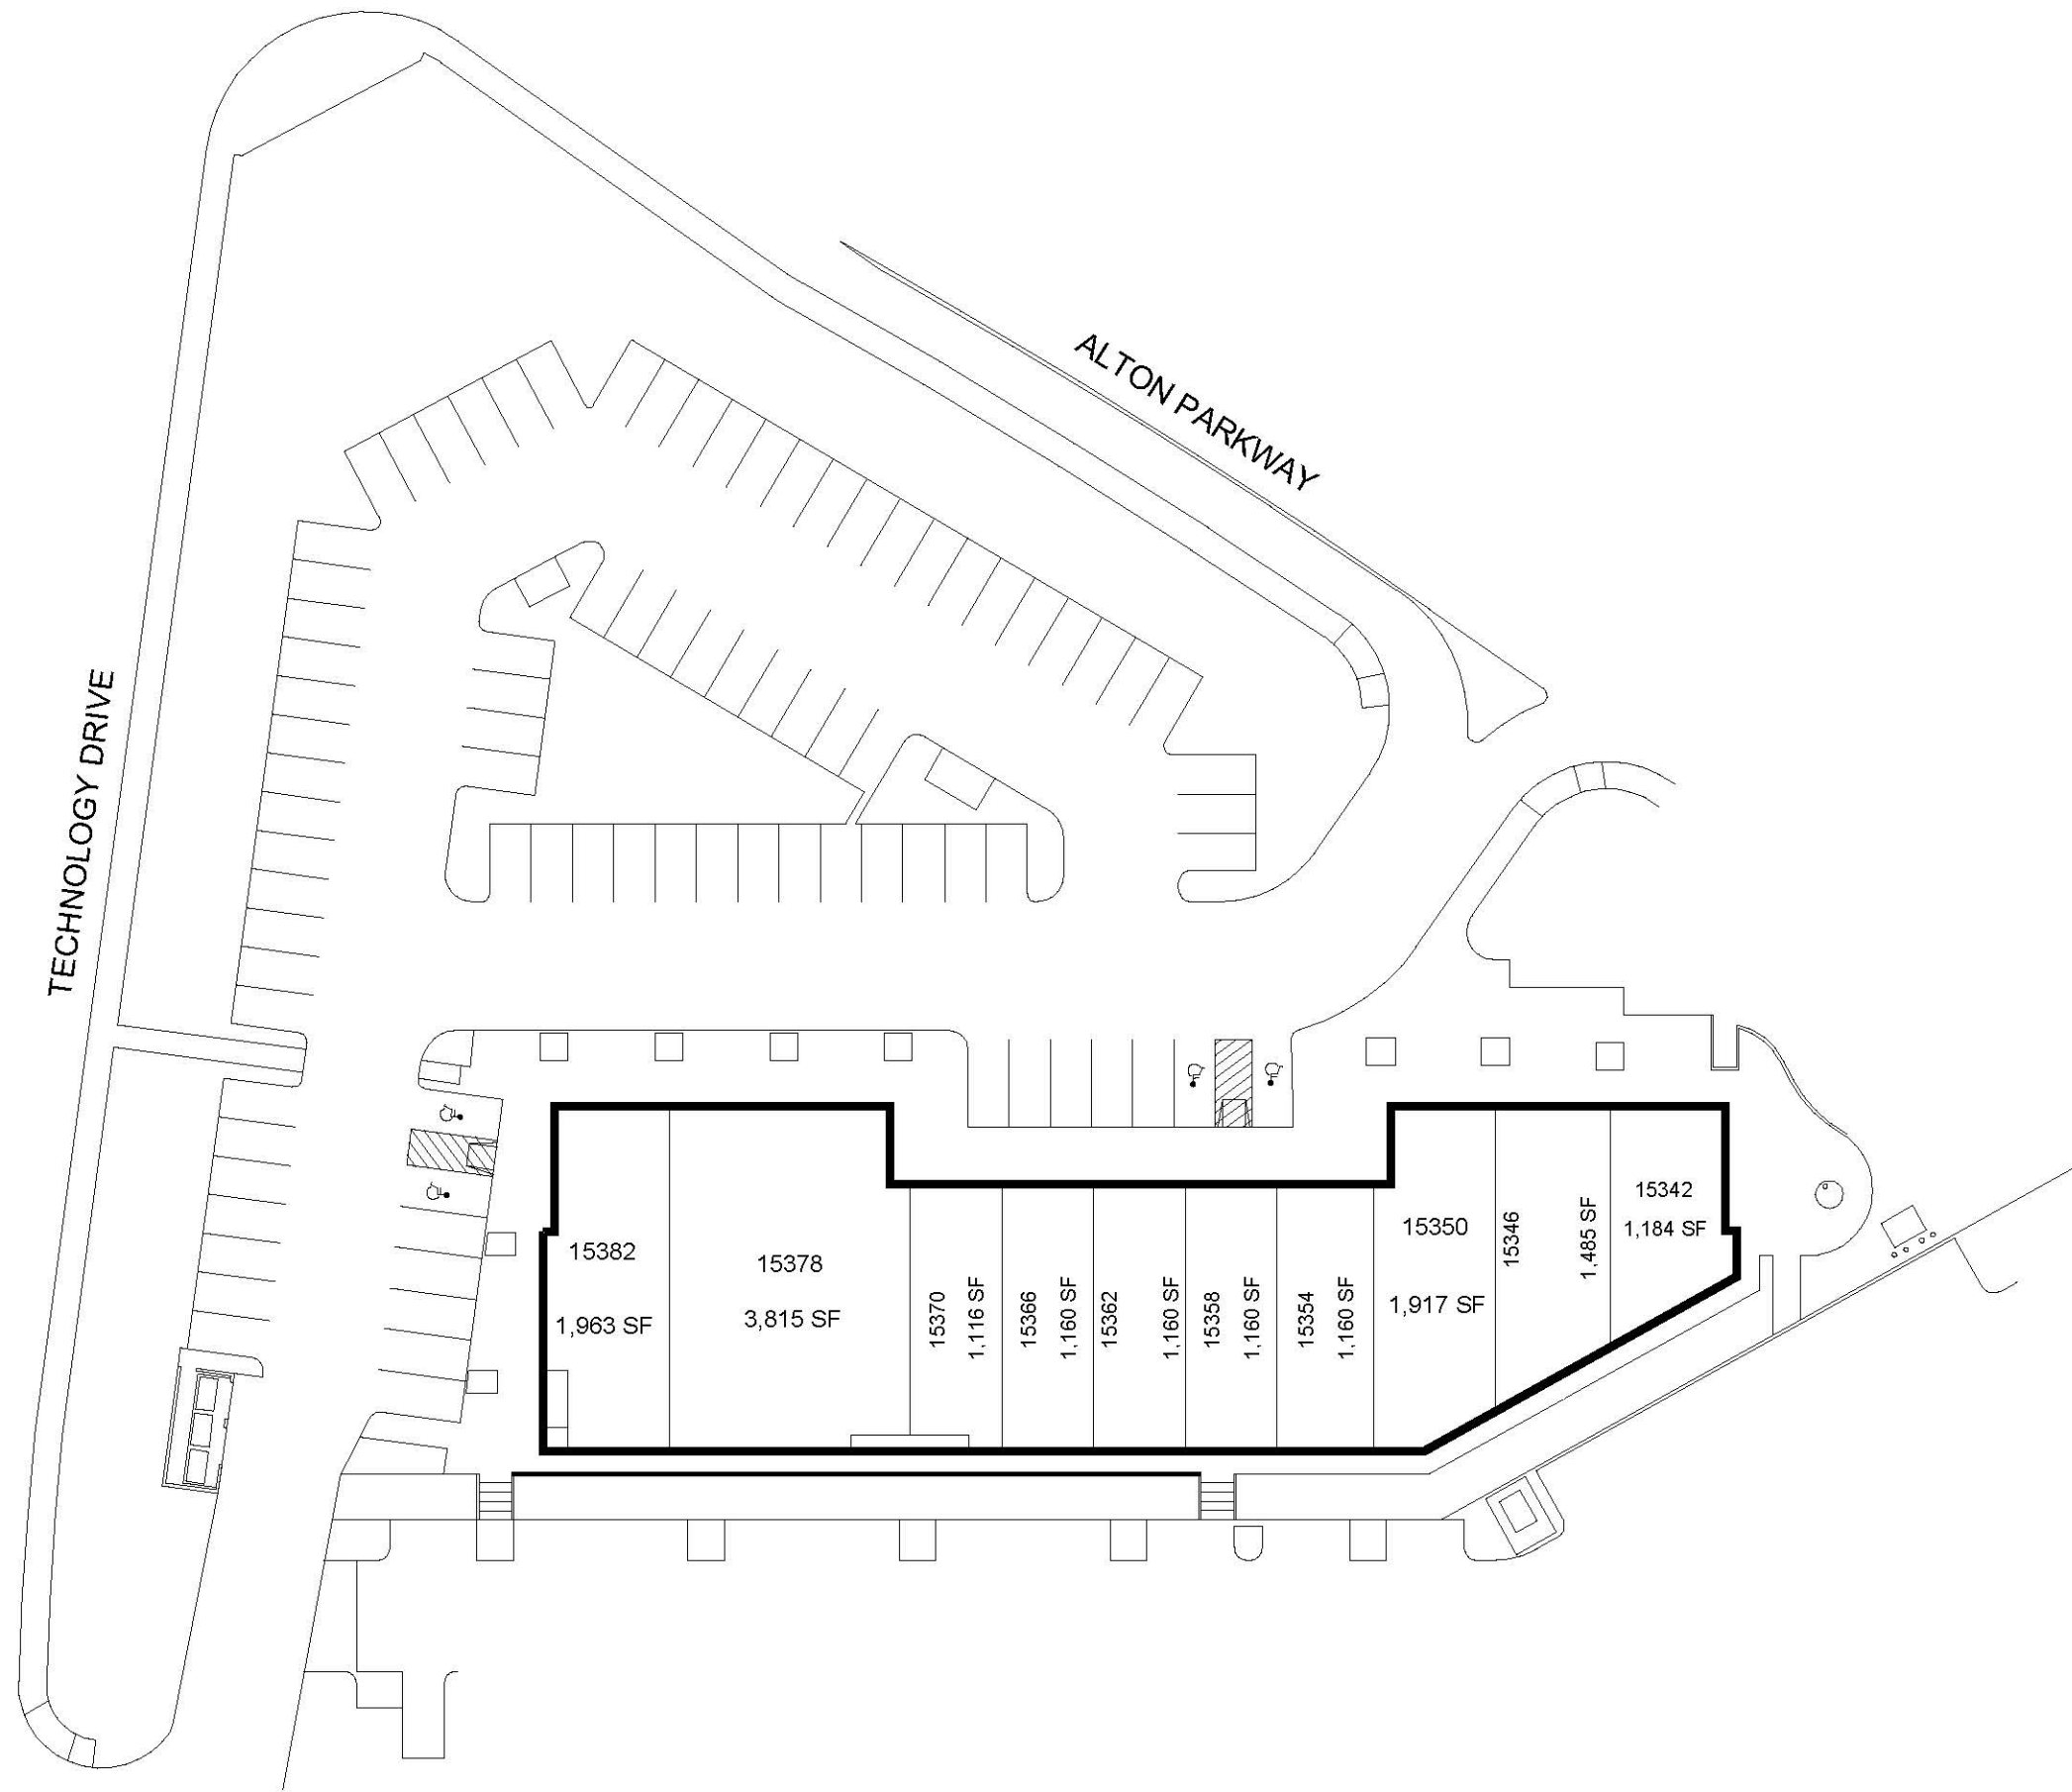 ALTON PARKWAY
TECHNOLOGY DRIVE
15382
1,963 SF
15378
3,815 SF
15370
1,116 SF
15366
1,160 SF
15362
1,160 SF
15358
1,160 SF
15354
1,160 SF
15350
1,917 SF
15346
1,485 SF
15342
1,184 SF